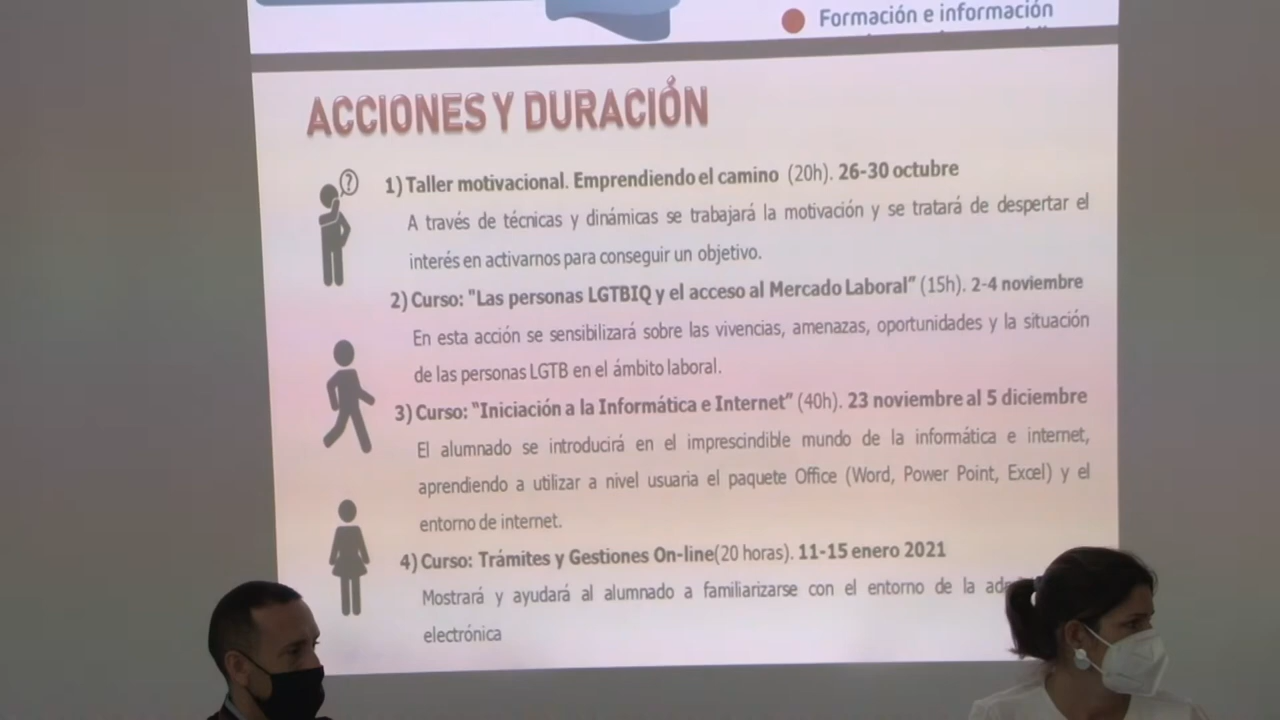 Formación e información
ACCIONES Y DURACIÓN
?
1) Taller motivacional. Emprendiendo el camino (20h). 26-30 octubre
A través de técnicas y dinámicas se trabajará la motivación y se tratará de despertar el
interés en activarnos para conseguir un objetivo.
2) Curso: "Las personas LGTBIQ y el acceso al Mercado Laboral" (15h). 2-4 noviembre
En esta acción se sensibilizará sobre las vivencias, amenazas, oportunidades y la situación
de las personas LGTB en el ámbito laboral.
3) Curso: "Iniciación a la Informática e Internet" (40h). 23 noviembre al 5 diciembre
El alumnado se introducirá en el imprescindible mundo de la informática e internet,
aprendiendo a utilizar a nivel usuaria el paquete Office (Word, Power Point, Excel) y el
entorno de internet.
4) Curso: Trámites y Gestiones On-line(20 horas). 11-15 enero 2021
Mostrará y ayudará al alumnado a familiarizarse con el entorno de la
electrónica